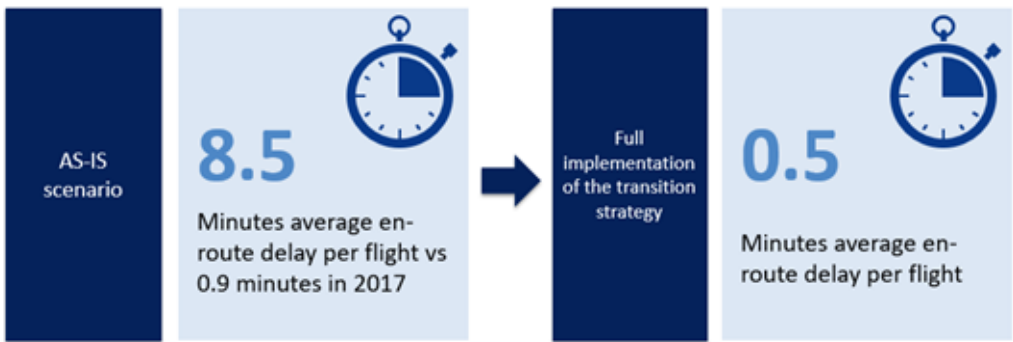 AS-IS
scenario
8.5
Minutes average en-
route delay per flight vs
0.9 minutes in 2017
Full
implementation
of the transition
strategy
0.5
Minutes average en-
route delay per flight